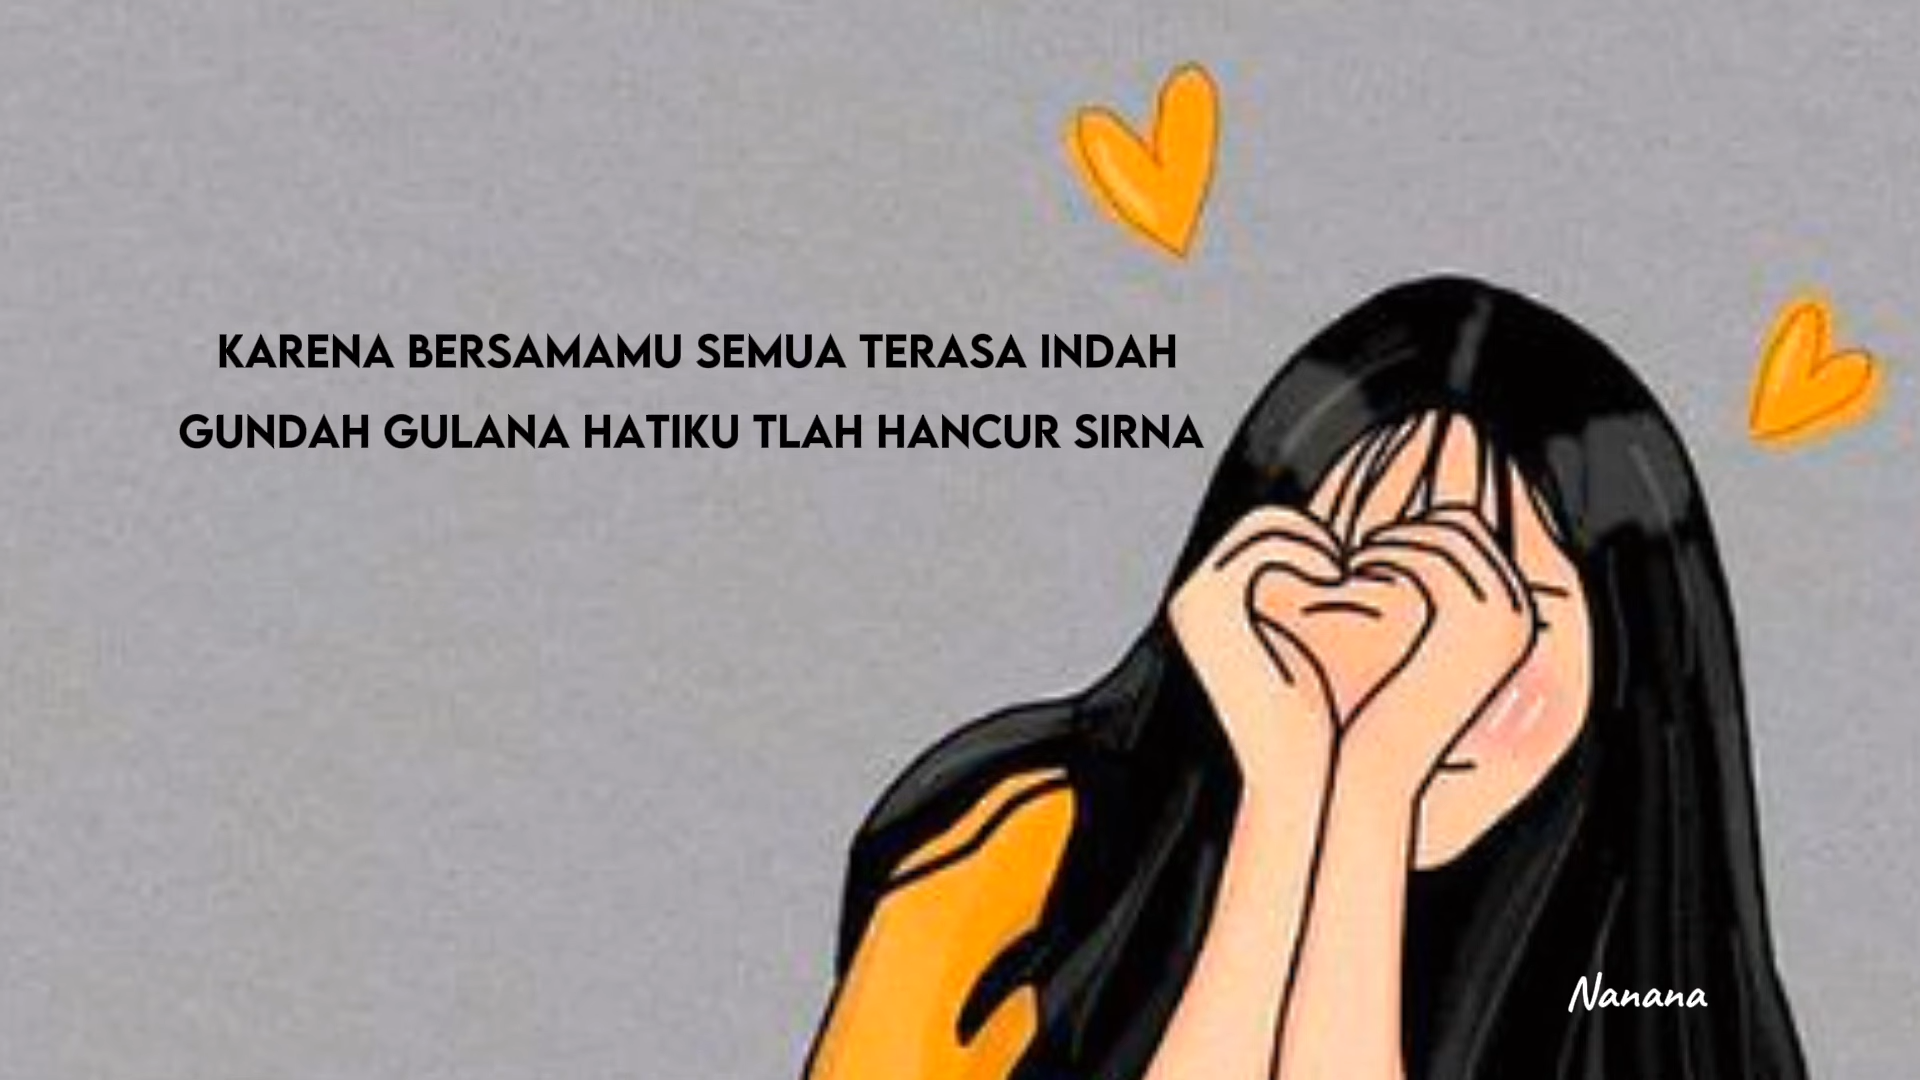 KARENA BERSAMAMU SEMUA TERASA INDAH
GUNDAH GULANA HATIKU TLAH HANCUR SIRNA
Nanana